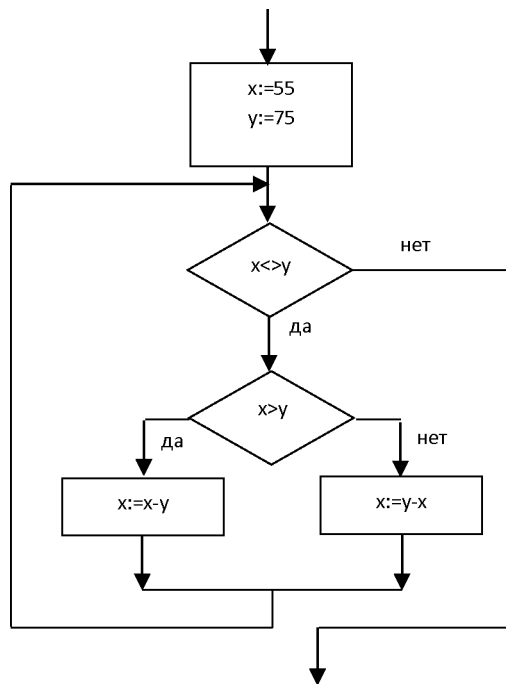 x:=55
y:=75
x<>y
нет
да
x>y
да
нет
x:=x-y
x:=y-x